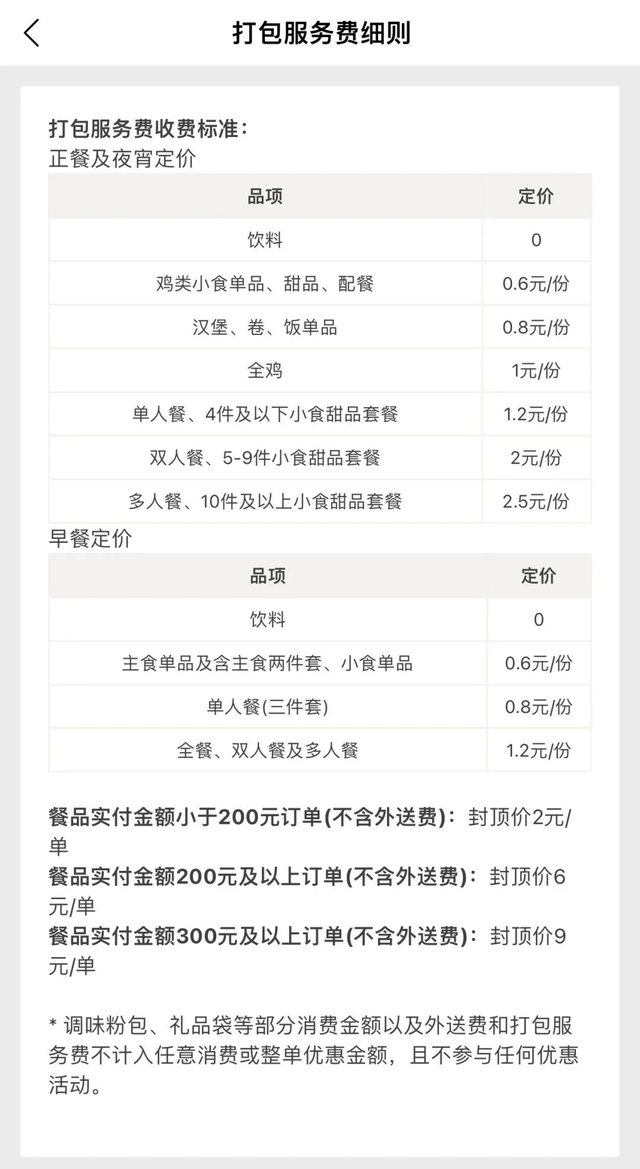 打包服务费细则
打包服务费收费标准：
正餐及夜宵定价
品项 定价
饮料 0
鸡类小食单品、甜品、配餐 0.6元/份
汉堡、卷、饭单品 0.8元/份
全鸡 1元/份
单人餐、4件及以下小食甜品套餐 1.2元/份
双人餐、5-9件小食甜品套餐 2元/份
多人餐、10件及以上小食甜品套餐 2.5元/份
早餐定价
品项 定价
饮料 0
主食单品及含主食两件套、小食单品 0.6元/份
单人餐(三件套) 0.8元/份
全餐、双人餐及多人餐 1.2元/份
餐品实付金额小于200元订单(不含外送费)：封顶价2元/
单
餐品实付金额200元及以上订单(不含外送费)：封顶价6
元/单
餐品实付金额300元及以上订单(不含外送费)：封顶价9
元/单
* 调味粉包、礼品袋等部分消费金额以及外送费和打包服
务费不计入任意消费或整单优惠金额，且不参与任何优惠
活动。